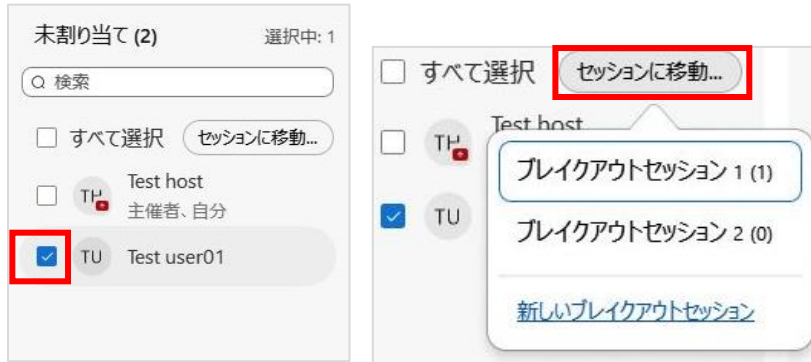 未割り当て (2) 選択中: 1
検索
すべて選択 セッションに移動...
TH Test host
主催者、自分
TU Test user01
すべて選択 セッションに移動...
TH Test host
TU
ブレイクアウトセッション 1 (1)
ブレイクアウトセッション 2 (0)
新しいブレイクアウトセッション